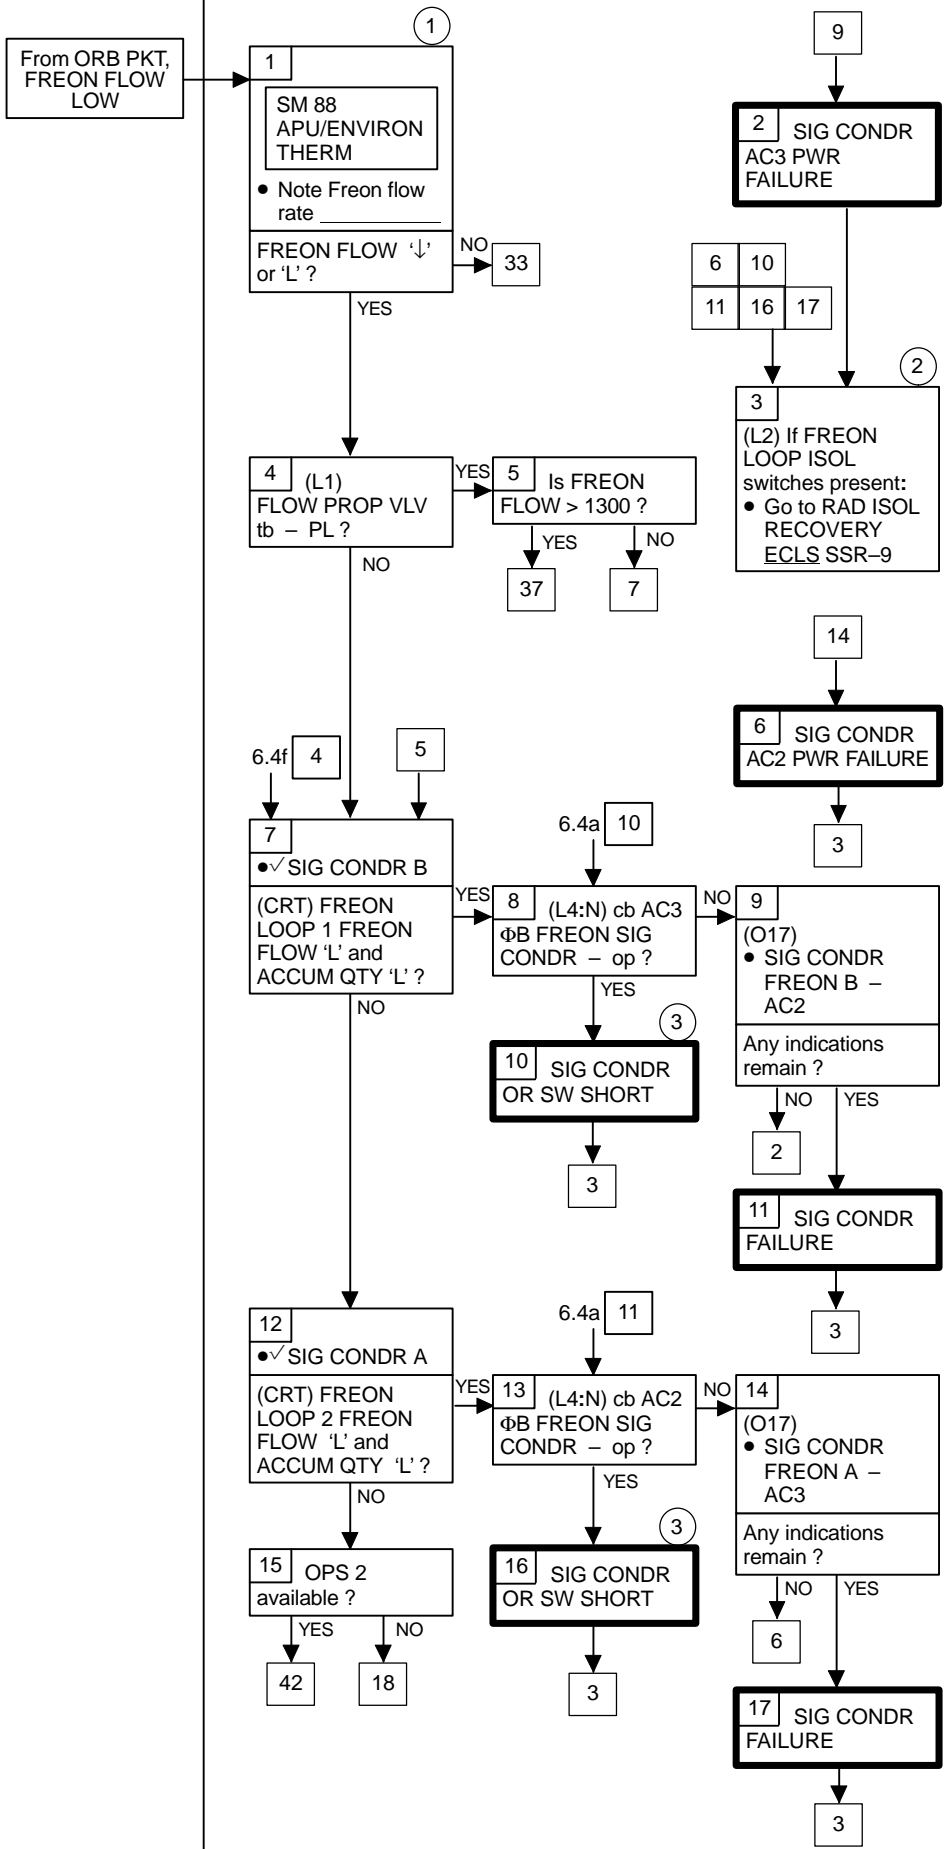 From ORB PKT,
FREON FLOW
LOW
1
1
SM 88
APU/ENVIRON
THERM
• Note Freon flow
rate ___________
FREON FLOW ‘↓’
or ‘L’ ?
NO
33
YES
9
2 SIG CONDR
AC3 PWR
FAILURE
6 10
11 16 17
2
3
(L2) If FREON
LOOP ISOL
switches present:
• Go to RAD ISOL
RECOVERY
ECLS SSR–9
4 (L1)
FLOW PROP VLV
tb – PL ?
YES
NO
5 Is FREON
FLOW > 1300 ?
YES
NO
37
7
14
6 SIG CONDR
AC2 PWR FAILURE
3
6.4f 4
5
7
•√ SIG CONDR B
(CRT) FREON
LOOP 1 FREON
FLOW ‘L’ and
ACCUM QTY ‘L’ ?
YES
NO
6.4a 10
8 (L4:N) cb AC3
ΦB FREON SIG
CONDR – op ?
NO
YES
3
10 SIG CONDR
OR SW SHORT
3
9
(O17)
• SIG CONDR
FREON B –
AC2
Any indications
remain ?
NO
YES
2
11 SIG CONDR
FAILURE
3
12
•√ SIG CONDR A
(CRT) FREON
LOOP 2 FREON
FLOW ‘L’ and
ACCUM QTY ‘L’ ?
YES
NO
6.4a 11
13 (L4:N) cb AC2
ΦB FREON SIG
CONDR – op ?
NO
YES
3
16 SIG CONDR
OR SW SHORT
3
14
(O17)
• SIG CONDR
FREON A –
AC3
Any indications
remain ?
NO
YES
6
17 SIG CONDR
FAILURE
3
15 OPS 2
available ?
YES
NO
42
18